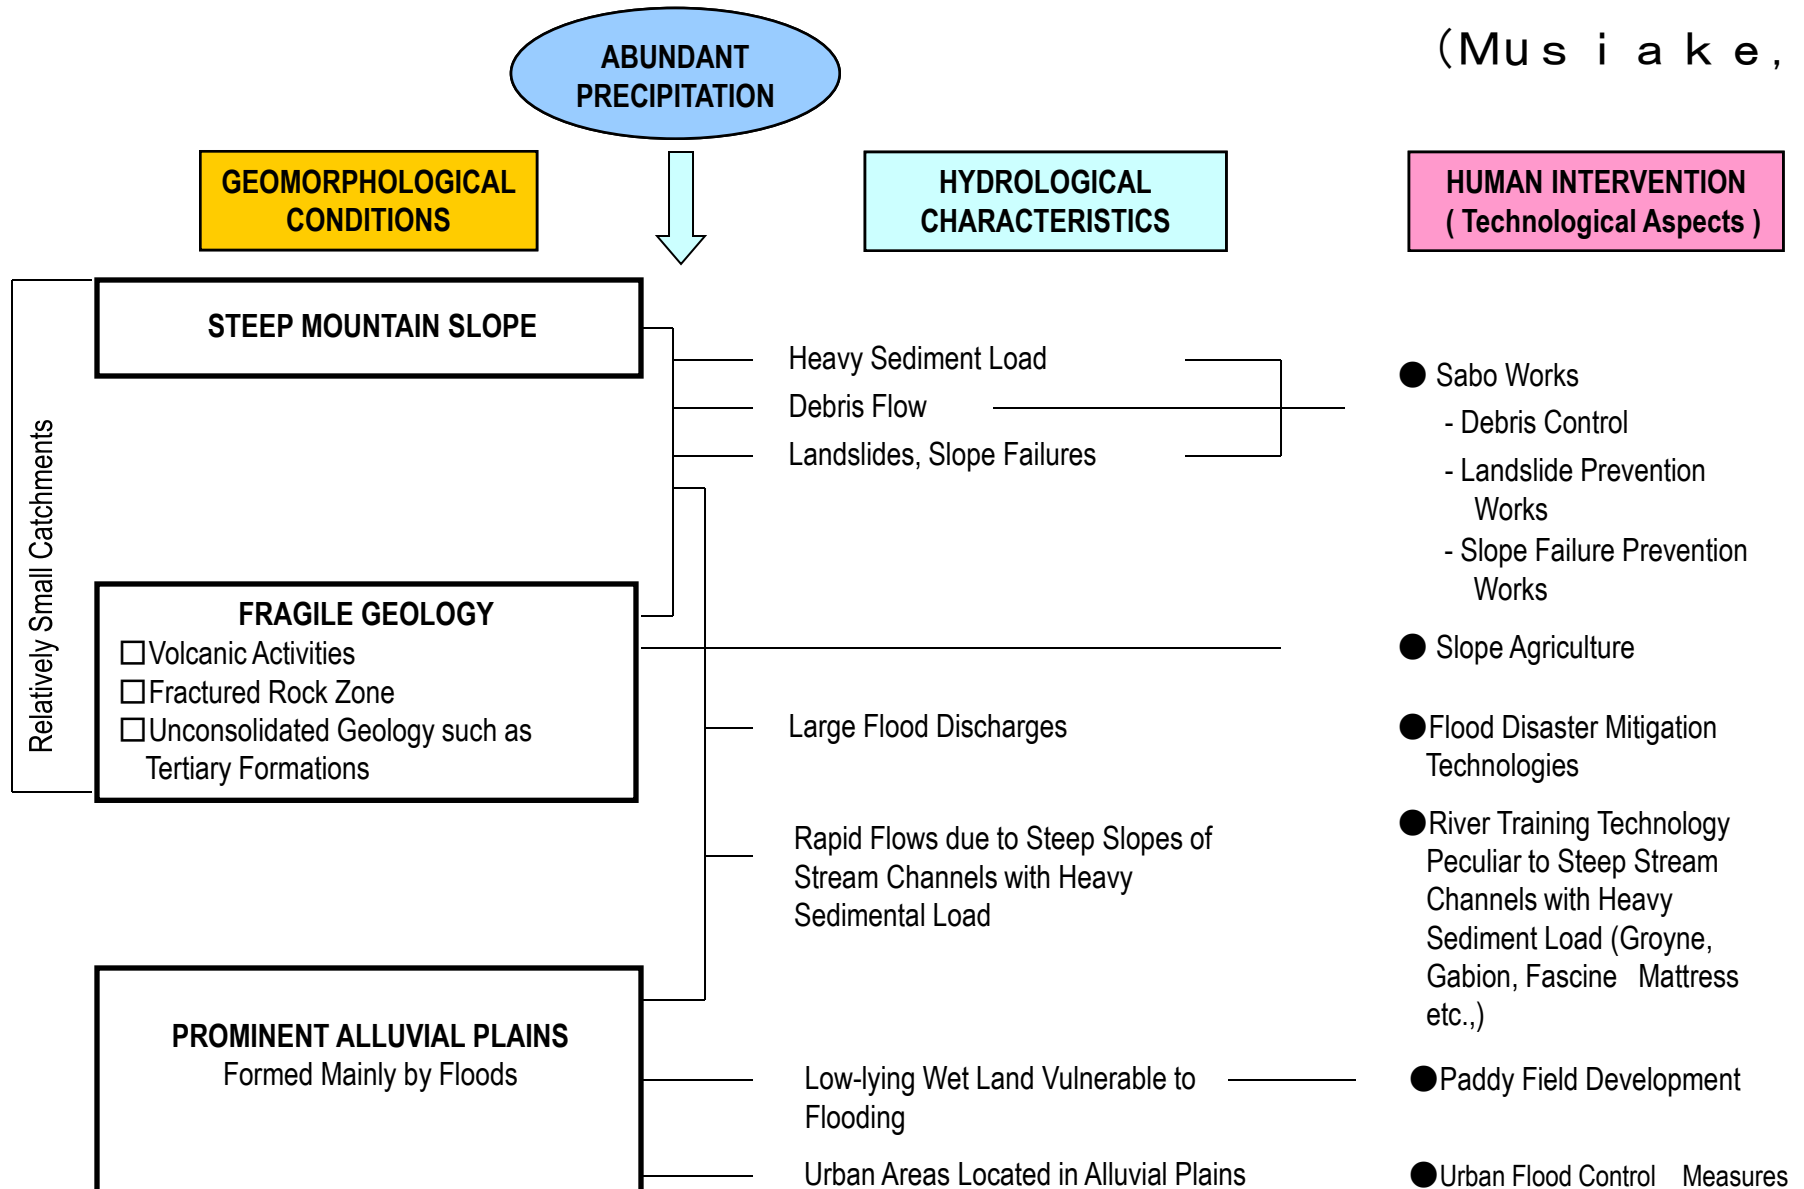 (Musiake,
ABUNDANT
PRECIPITATION
GEOMORPHOLOGICAL
CONDITIONS
HYDROLOGICAL
CHARACTERISTICS
HUMAN INTERVENTION
( Technological Aspects )
Relatively Small Catchments
STEEP MOUNTAIN SLOPE
FRAGILE GEOLOGY
□Volcanic Activities
□Fractured Rock Zone
□Unconsolidated Geology such as
Tertiary Formations
PROMINENT ALLUVIAL PLAINS
Formed Mainly by Floods
Heavy Sediment Load
Debris Flow
Landslides, Slope Failures
Large Flood Discharges
Rapid Flows due to Steep Slopes of
Stream Channels with Heavy
Sedimental Load
Low-lying Wet Land Vulnerable to
Flooding
Urban Areas Located in Alluvial Plains
● Sabo Works
- Debris Control
- Landslide Prevention
Works
- Slope Failure Prevention
Works
● Slope Agriculture
●Flood Disaster Mitigation
Technologies
●River Training Technology
Peculiar to Steep Stream
Channels with Heavy
Sediment Load (Groyne,
Gabion, Fascine Mattress
etc.,)
●Paddy Field Development
●Urban Flood Control Measures